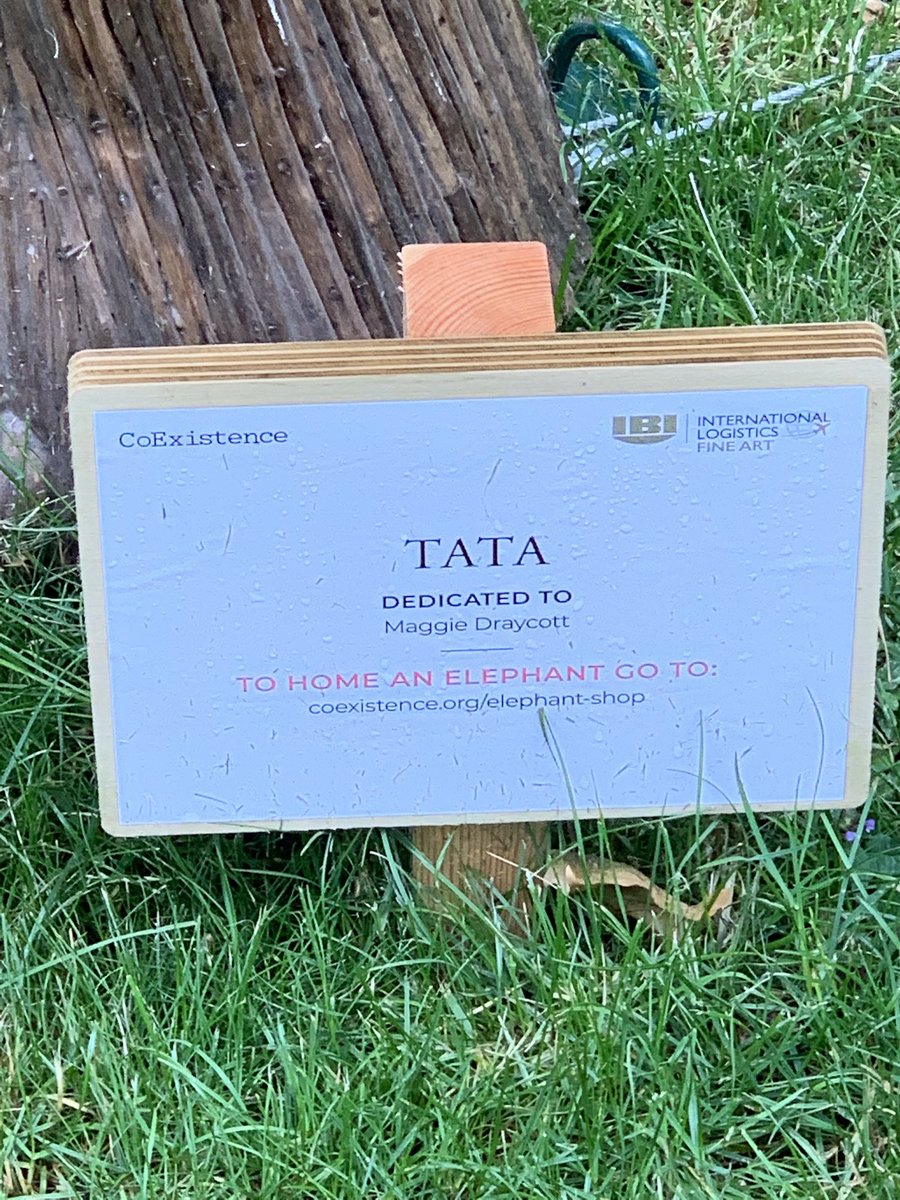 CoExistence
IBI
INTERNATIONAL
LOGISTICS
FINE ART
TATA
DEDICATED TO
Maggie Draycott
TO HOME AN ELEPHANT GO TO:
coexistence.org/elephant-shop